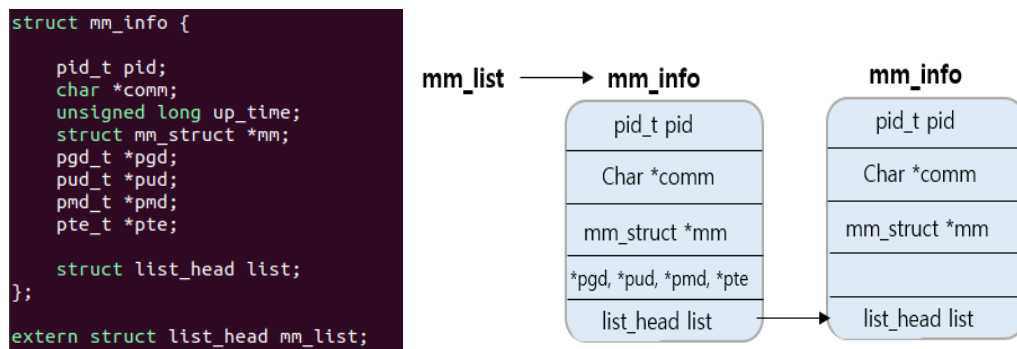 struct mm_info {
pid_t pid;
char *comm;
unsigned long up_time;
struct mm_struct *mm;
pgd_t *pgd;
pud_t *pud;
pmd_t *pmd;
pte_t *pte;
struct list_head list;
};
extern struct list_head mm_list;
mm_list
mm_info
pid_t pid
Char *comm
mm_struct *mm
*pgd, *pud, *pmd, *pte
list_head list
mm_info
pid_t pid
Char *comm
mm_struct *mm
list_head list